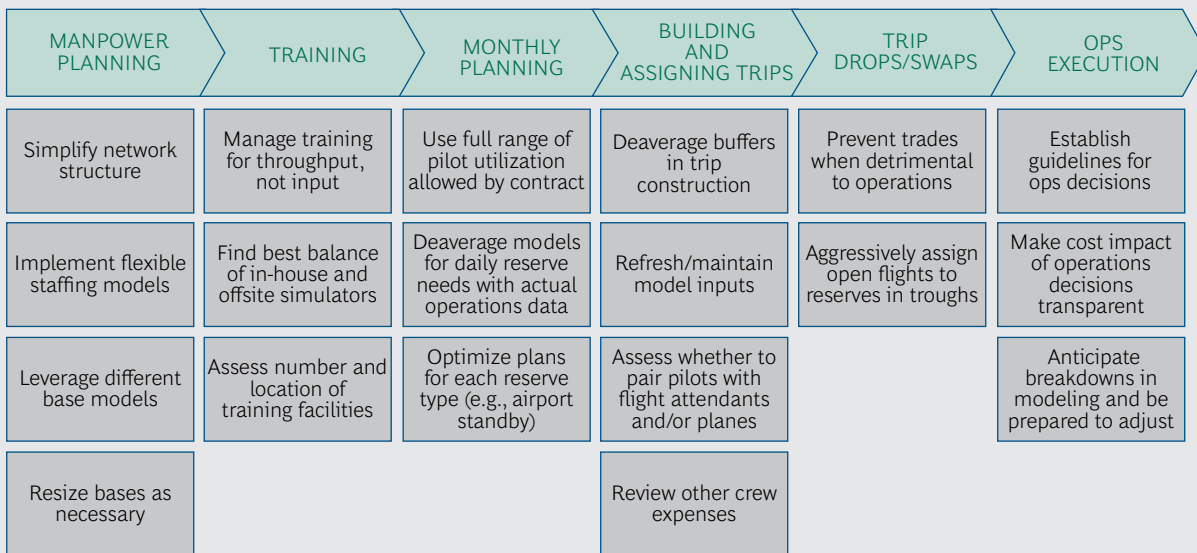 MANPOWER
PLANNING
TRAINING
MONTHLY
PLANNING
BUILDING
AND
ASSIGNING TRIPS
TRIP
DROPS/SWAPS
OPS
EXECUTION
Simplify network
structure
Manage training
for throughput,
not input
Use full range of
pilot utilization
allowed by contract
Deaverage buffers
in trip
construction
Prevent trades
when detrimental
to operations
Establish
guidelines for
ops decisions
Implement flexible
staffing models
Find best balance
of in-house and
offsite simulators
Deaverage models
for daily reserve
needs with actual
operations data
Refresh/maintain
model inputs
Aggressively assign
open flights to
reserves in troughs
Make cost impact
of operations
decisions
transparent
Leverage different
base models
Assess number and
location of
training facilities
Optimize plans
for each reserve
type (e.g., airport
standby)
Assess whether to
pair pilots with
flight attendants
and/or planes
Anticipate
breakdowns in
modeling and be
prepared to adjust
Resize bases as
necessary
Review other crew
expenses